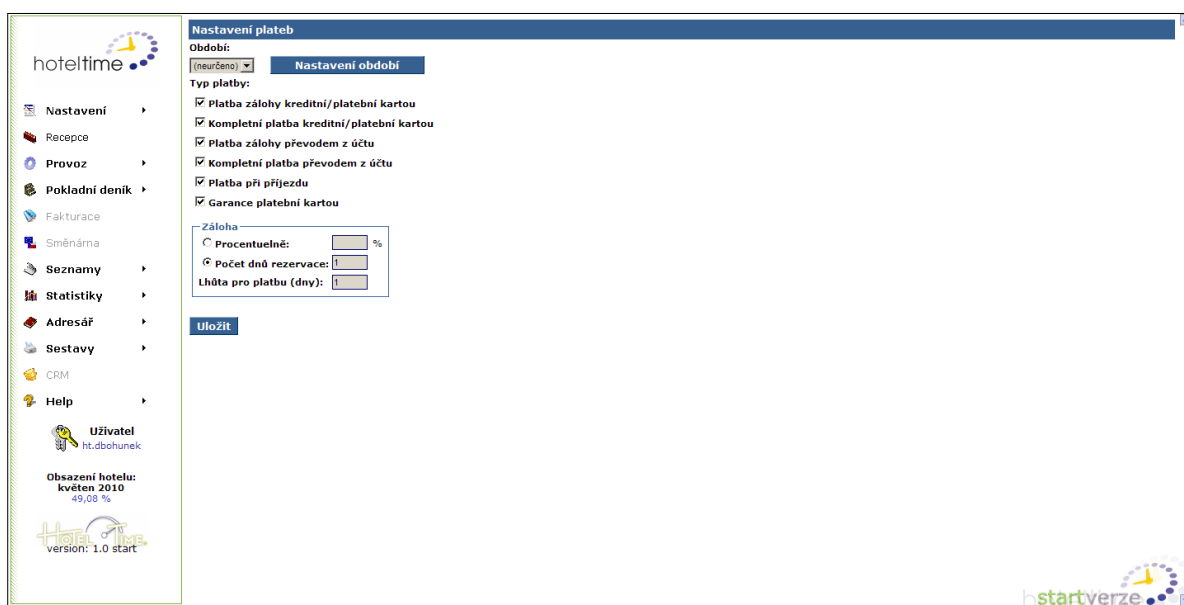 hoteltime
Nastavení
Recepce
Provoz
Pokladní deník
Fakturace
Směnárna
Seznamy
Statistiky
Adresář
Sestavy
CRM
Help
Uživatel
ht.dbohunek
Obsazení hotelu:
květen 2010
49,08 %
HOTEL TIME
version: 1.0 start
Nastavení plateb
Období:
(neurčeno) Nastavení období
Typ platby:
Platba zálohy kreditní/platební kartou
Kompletní platba kreditní/platební kartou
Platba zálohy převodem z účtu
Kompletní platba převodem z účtu
Platba při příjezdu
Garance platební kartou
Záloha
Procentuelně: %
Počet dnů rezervace: 1
Lhůta pro platbu (dny): 1
Uložit
startverze